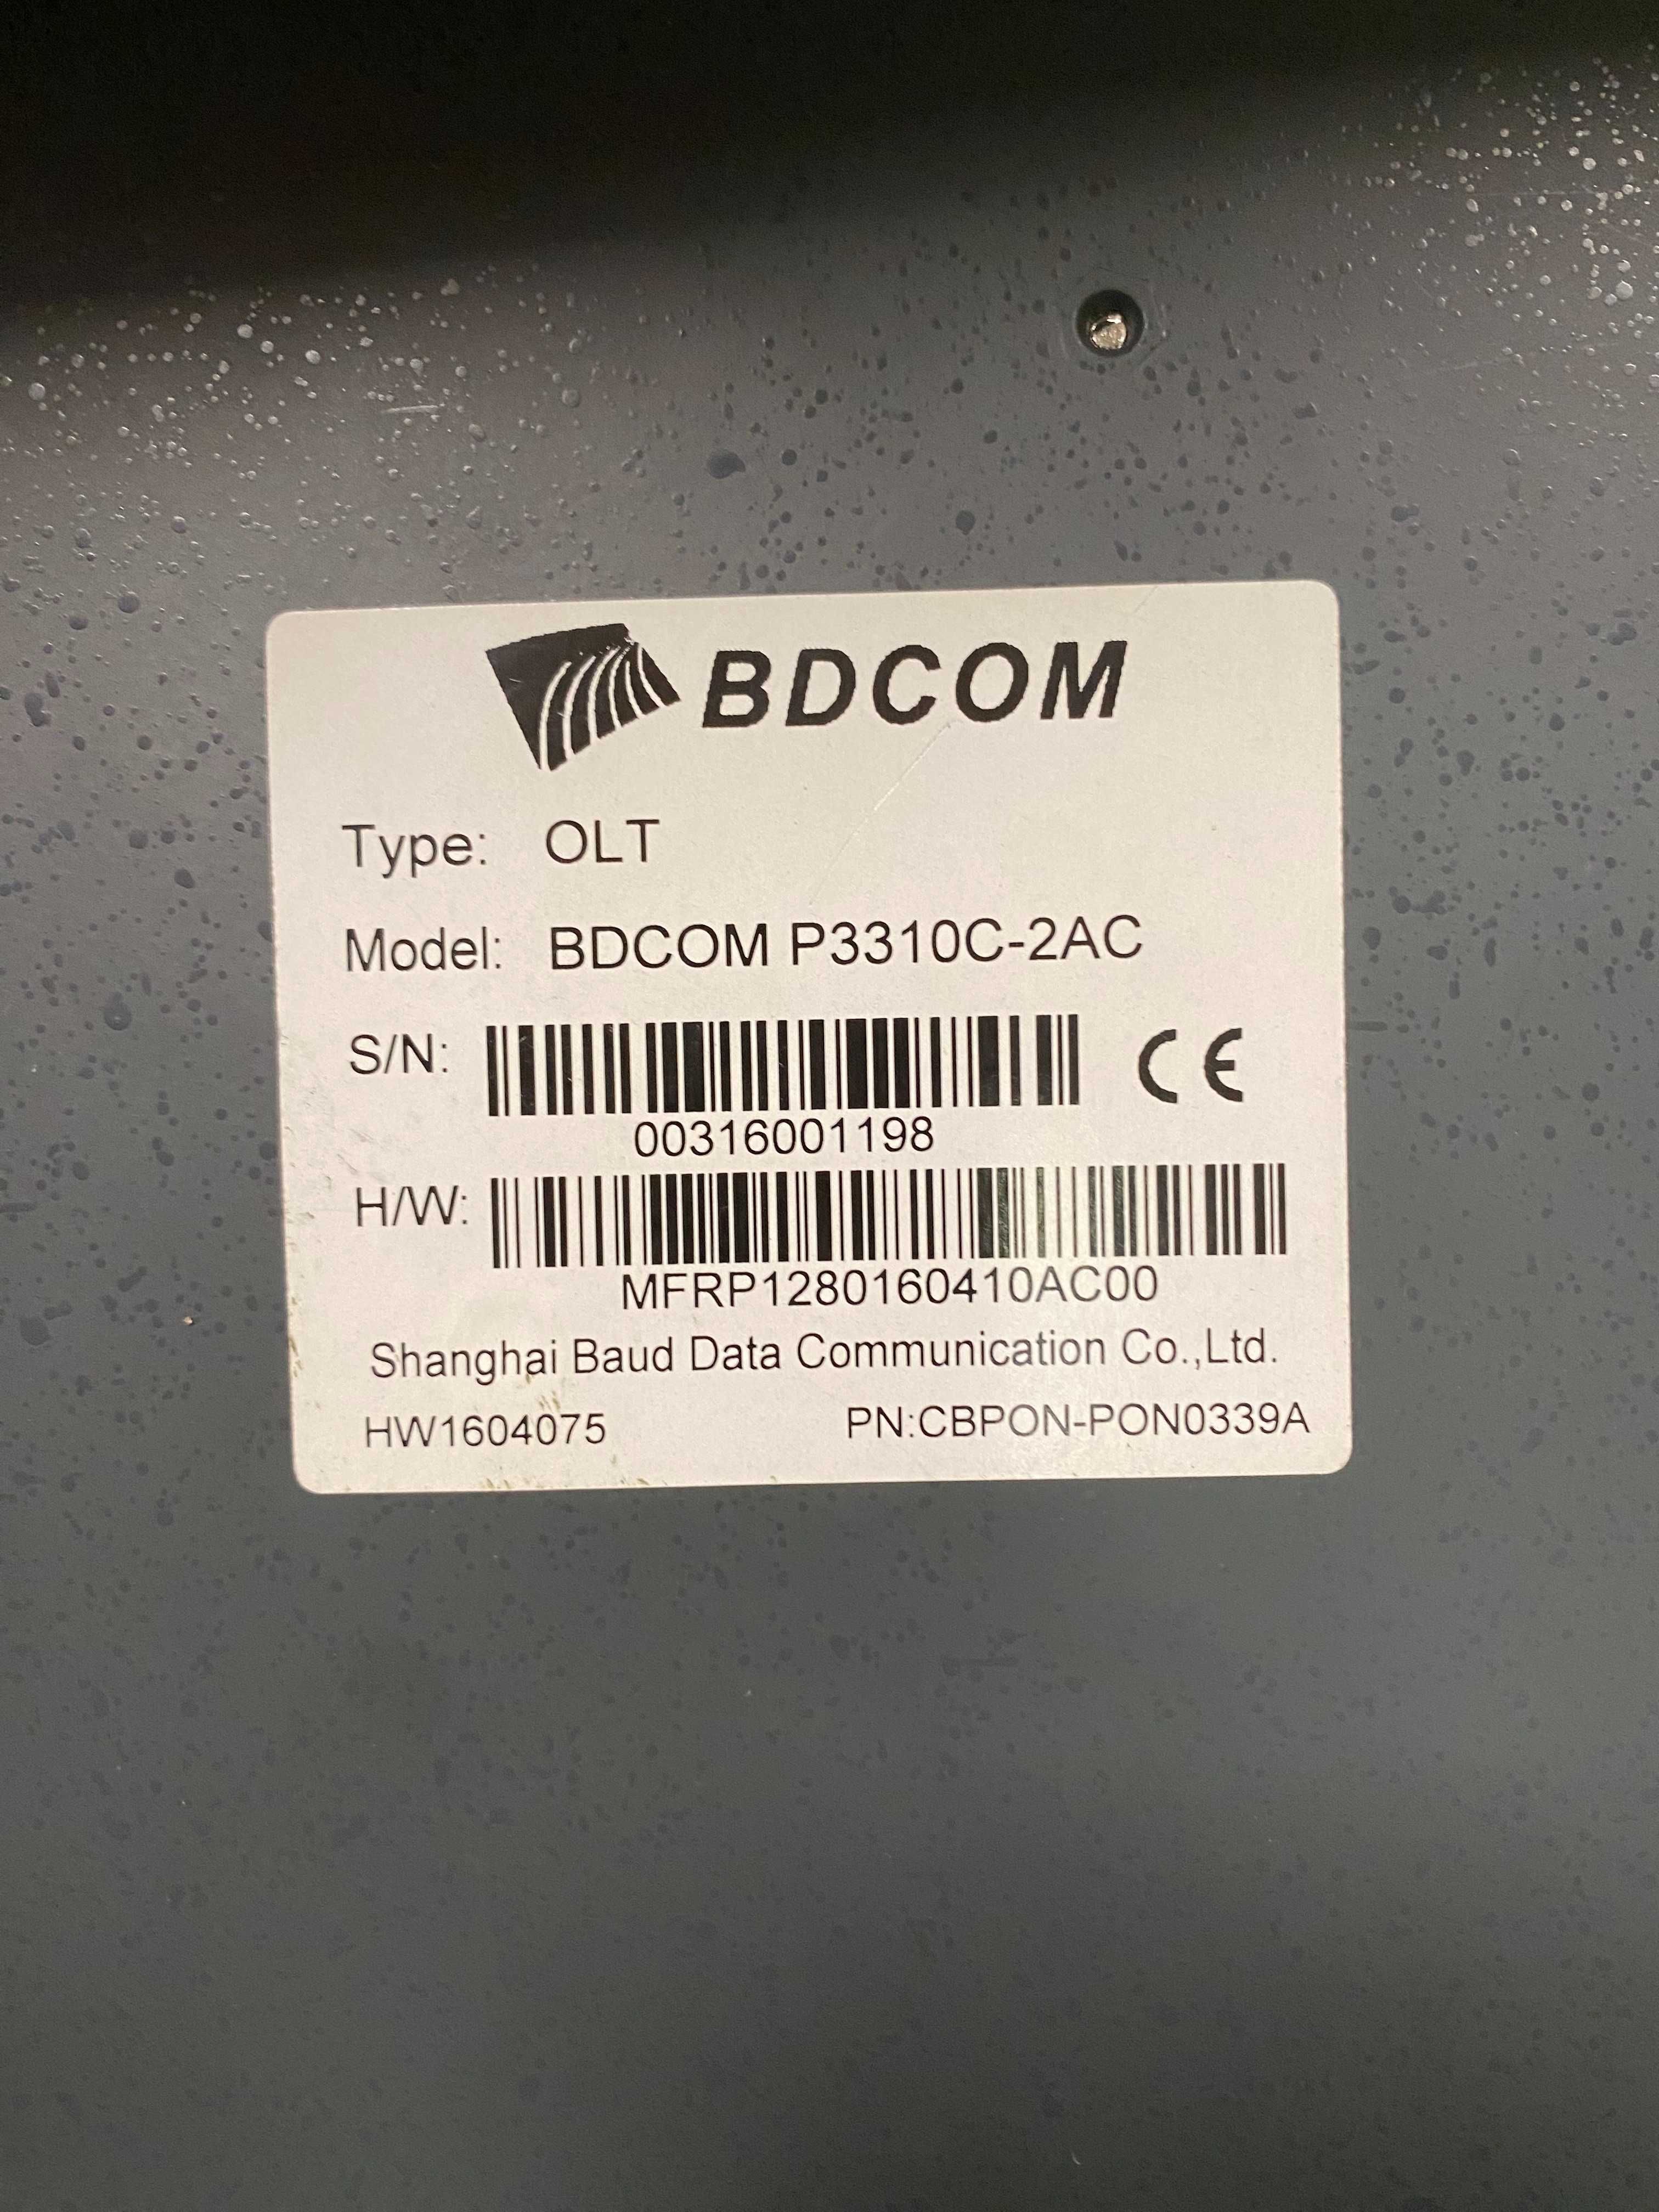 BDCOM
Type: OLT
Model: BDCOM P3310C-2AC
S/N:
CE
00316001198
H/W:
MFRP1280160410AC00
Shanghai Baud Data Communication Co.,Ltd.
HW1604075 PN:CBPON-PON0339A